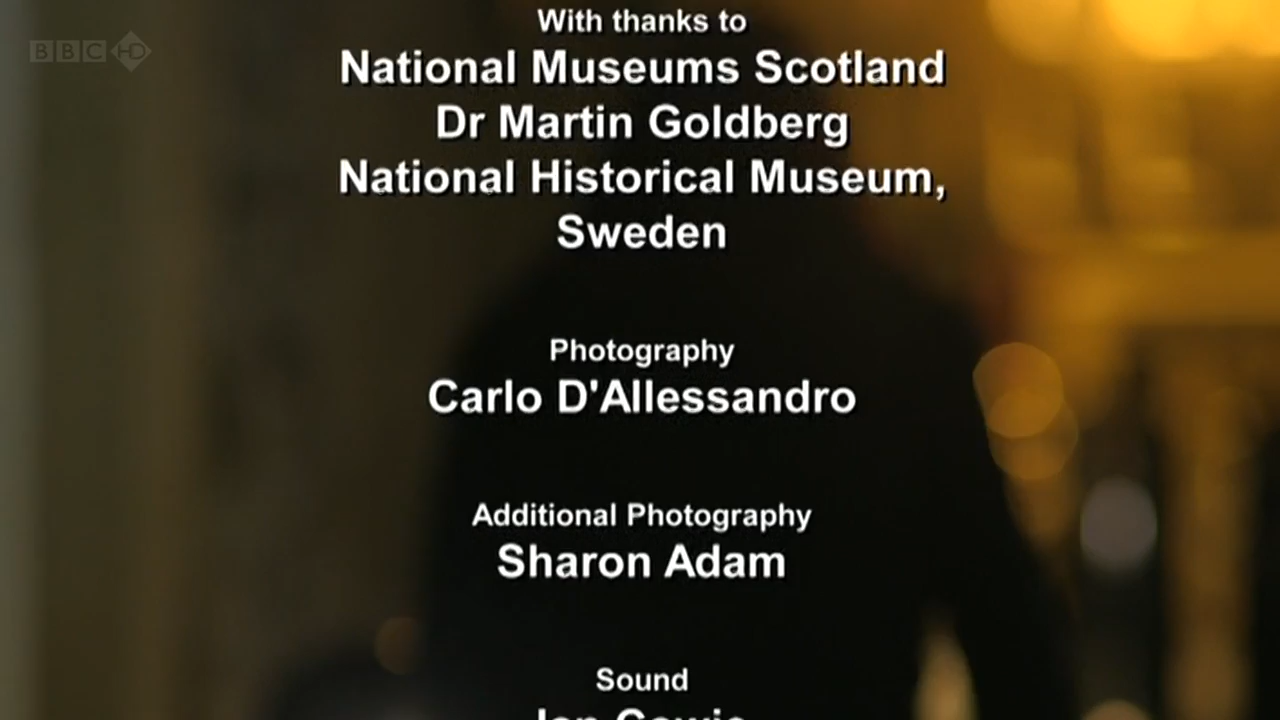 BBC HD
With thanks to
National Museums Scotland
Dr Martin Goldberg
National Historical Museum,
Sweden
Photography
Carlo D'Allessandro
Additional Photography
Sharon Adam
Sound